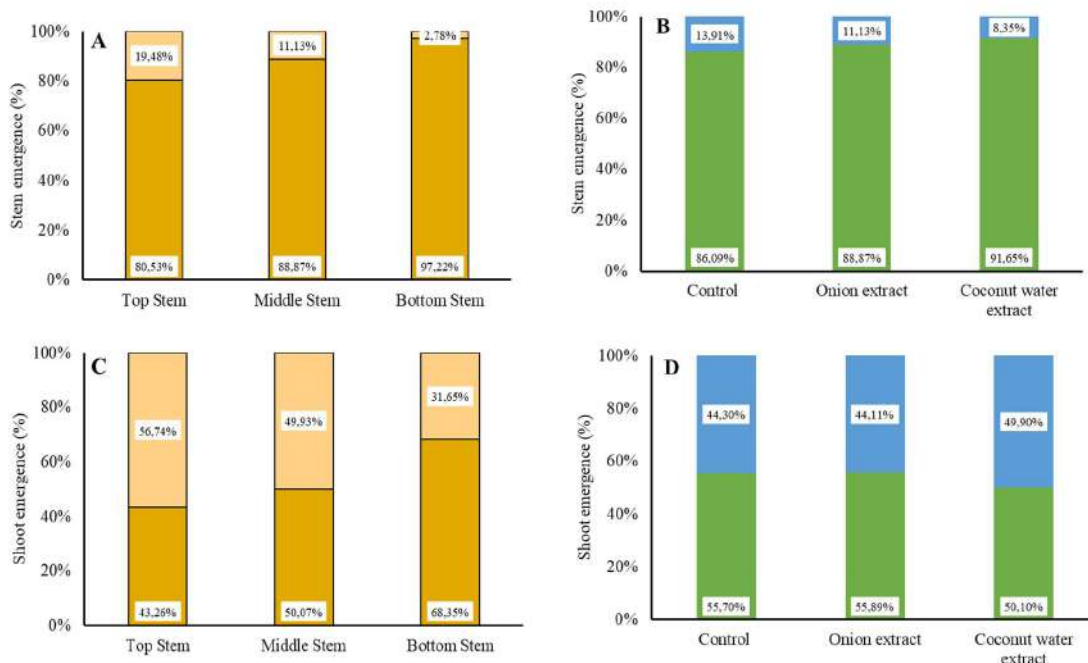 A
Stem emergence (%)
100%
80%
60%
40%
20%
0%
19,48%
11,13%
2,78%
80,53%
88,87%
97,22%
Top Stem
Middle Stem
Bottom Stem
B
Stem emergence (%)
100%
80%
60%
40%
20%
0%
13,91%
11,13%
8,35%
86,09%
88,87%
91,65%
Control
Onion extract
Coconut water
extract
C
Shoot emergence (%)
100%
80%
60%
40%
20%
0%
56,74%
49,93%
31,65%
43,26%
50,07%
68,35%
Top Stem
Middle Stem
Bottom Stem
D
Shoot emergence (%)
100%
80%
60%
40%
20%
0%
44,30%
44,11%
49,90%
55,70%
55,89%
50,10%
Control
Onion extract
Coconut water
extract